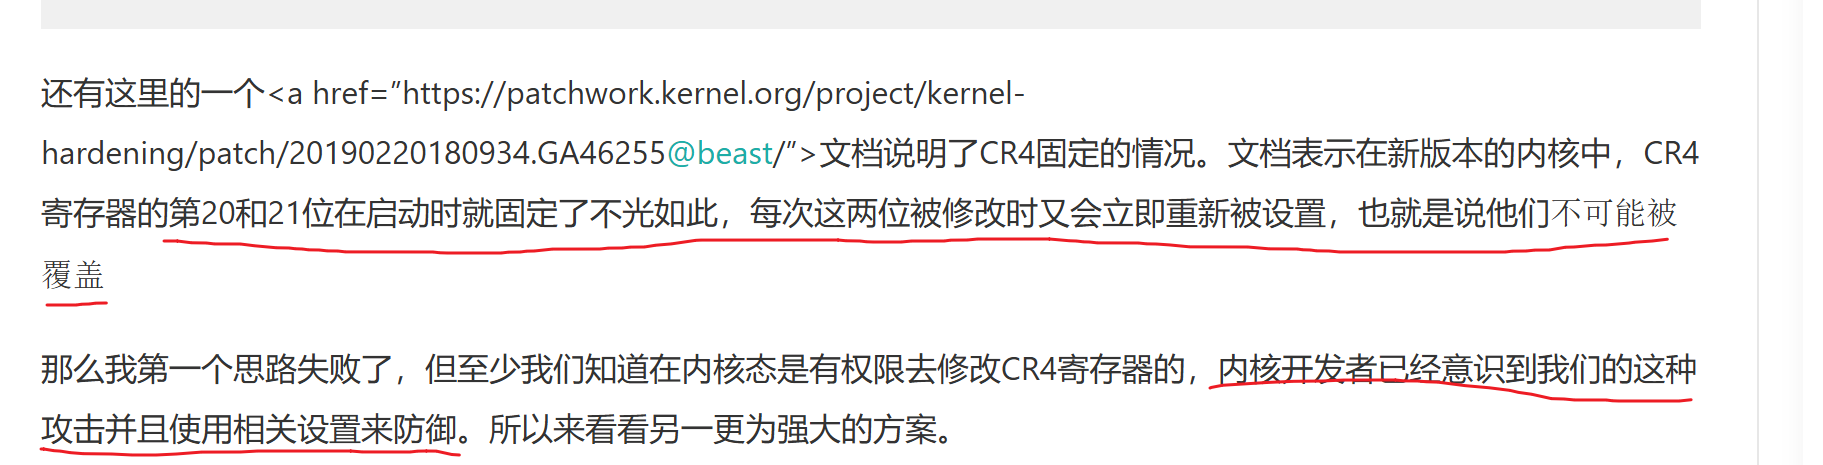 还有这里的一个<a href=”https://patchwork.kernel.org/project/kernel-
hardening/patch/20190220180934.GA46255@beast/”>文档说明了CR4固定的情况。文档表示在新版本的内核中，CR4
寄存器的第20和21位在启动时就固定了不光如此，每次这两位被修改时又会立即重新被设置，也就是说他们不可能被
覆盖
那么我第一个思路失败了，但至少我们知道在内核态是有权限去修改CR4寄存器的，内核开发者已经意识到我们的这种
攻击并且使用相关设置来防御。所以来看看另一更为强大的方案。